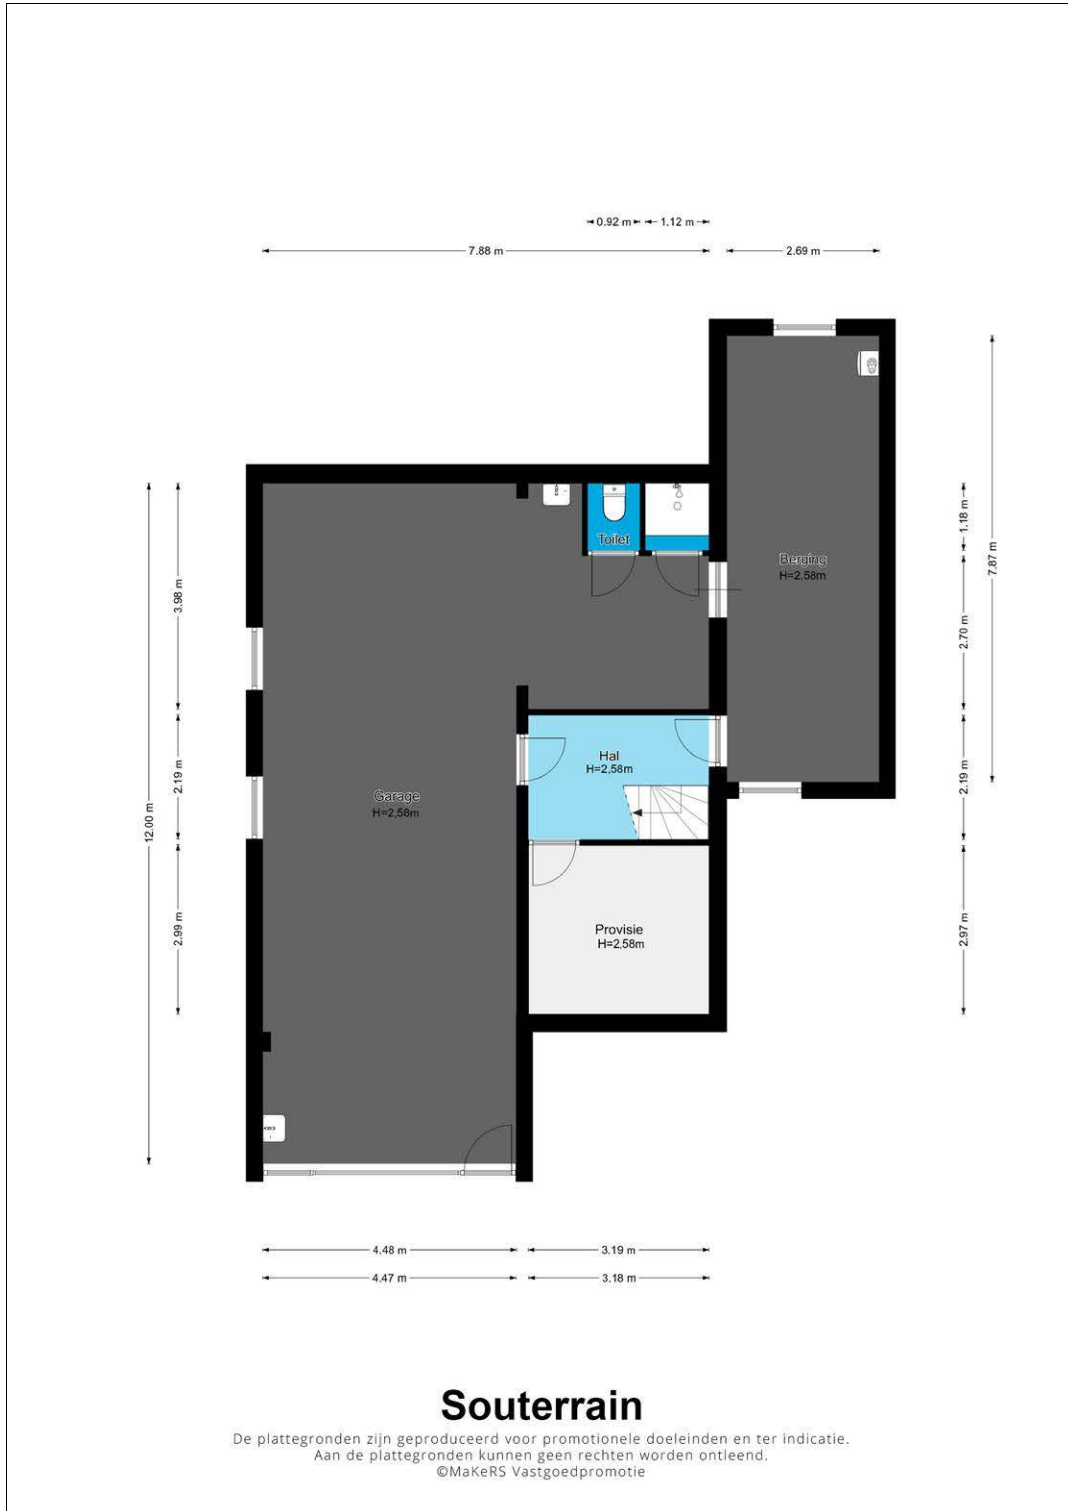 0.92 m
1.12 m
7.88 m
2.69 m
12.00 m
3.98 m
2.19 m
2.99 m
1.18 m
2.70 m
2.19 m
2.97 m
7.87 m
Toilet
Berging
H=2,58m
Hal
H=2,58m
Garage
H=2,58m
Provisie
H=2,58m
4.48 m
3.19 m
4.47 m
3.18 m
Souterrain
De plattegronden zijn geproduceerd voor promotionele doeleinden en ter indicatie.
Aan de plattegronden kunnen geen rechten worden ontleend.
©MaKeRS Vastgoedpromotie